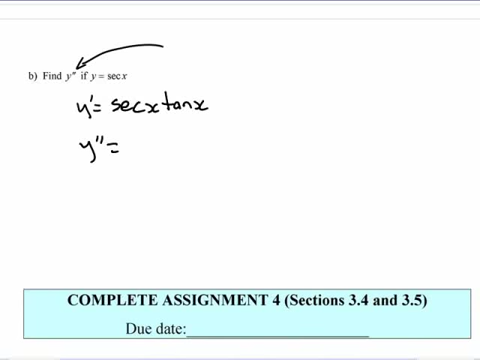 b) Find y" if y = sec x
y' = secx tanx
y" =
COMPLETE ASSIGNMENT 4 (Sections 3.4 and 3.5)
Due date: